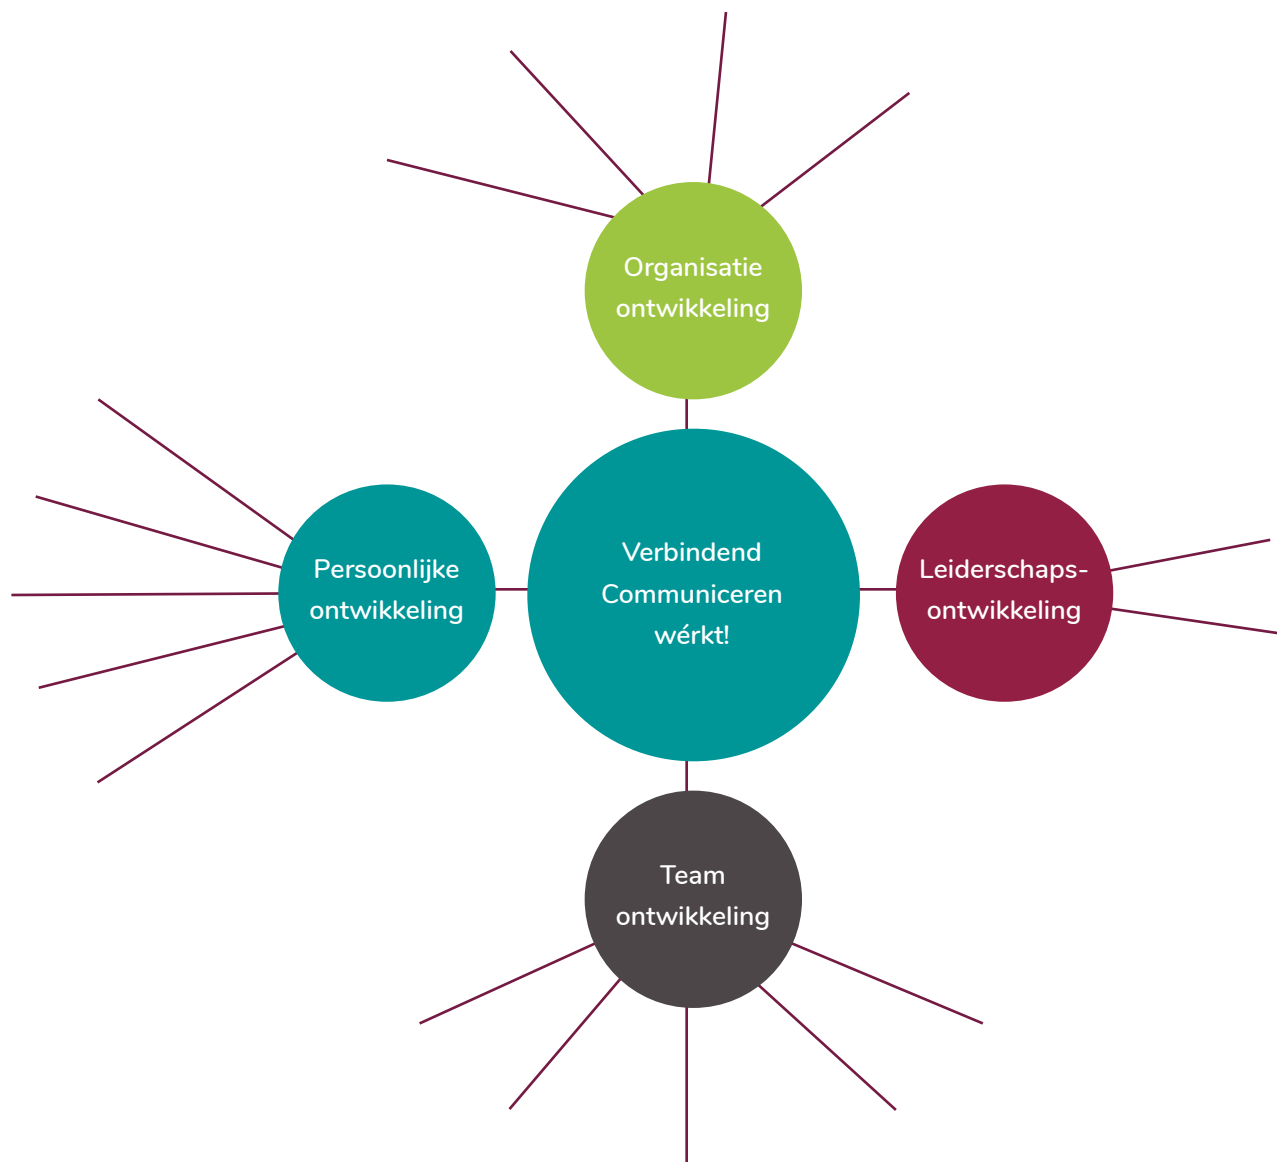 Organisatie
ontwikkeling
Persoonlijke
ontwikkeling
Verbindend
Communiceren
wérkt!
Leiderschaps-
ontwikkeling
Team
ontwikkeling